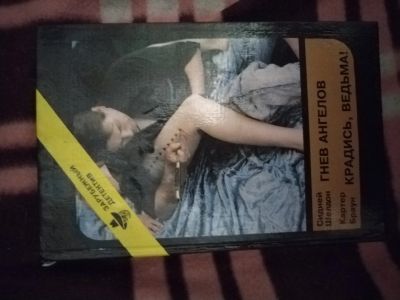 ЗАРУБЕЖНЫЙ
ДЕТЕКТИВ
Сидней
Шелдон
ГНЕВ АНГЕЛОВ
Картер
Браун
КРАДИСЬ, ВЕДЬМА!